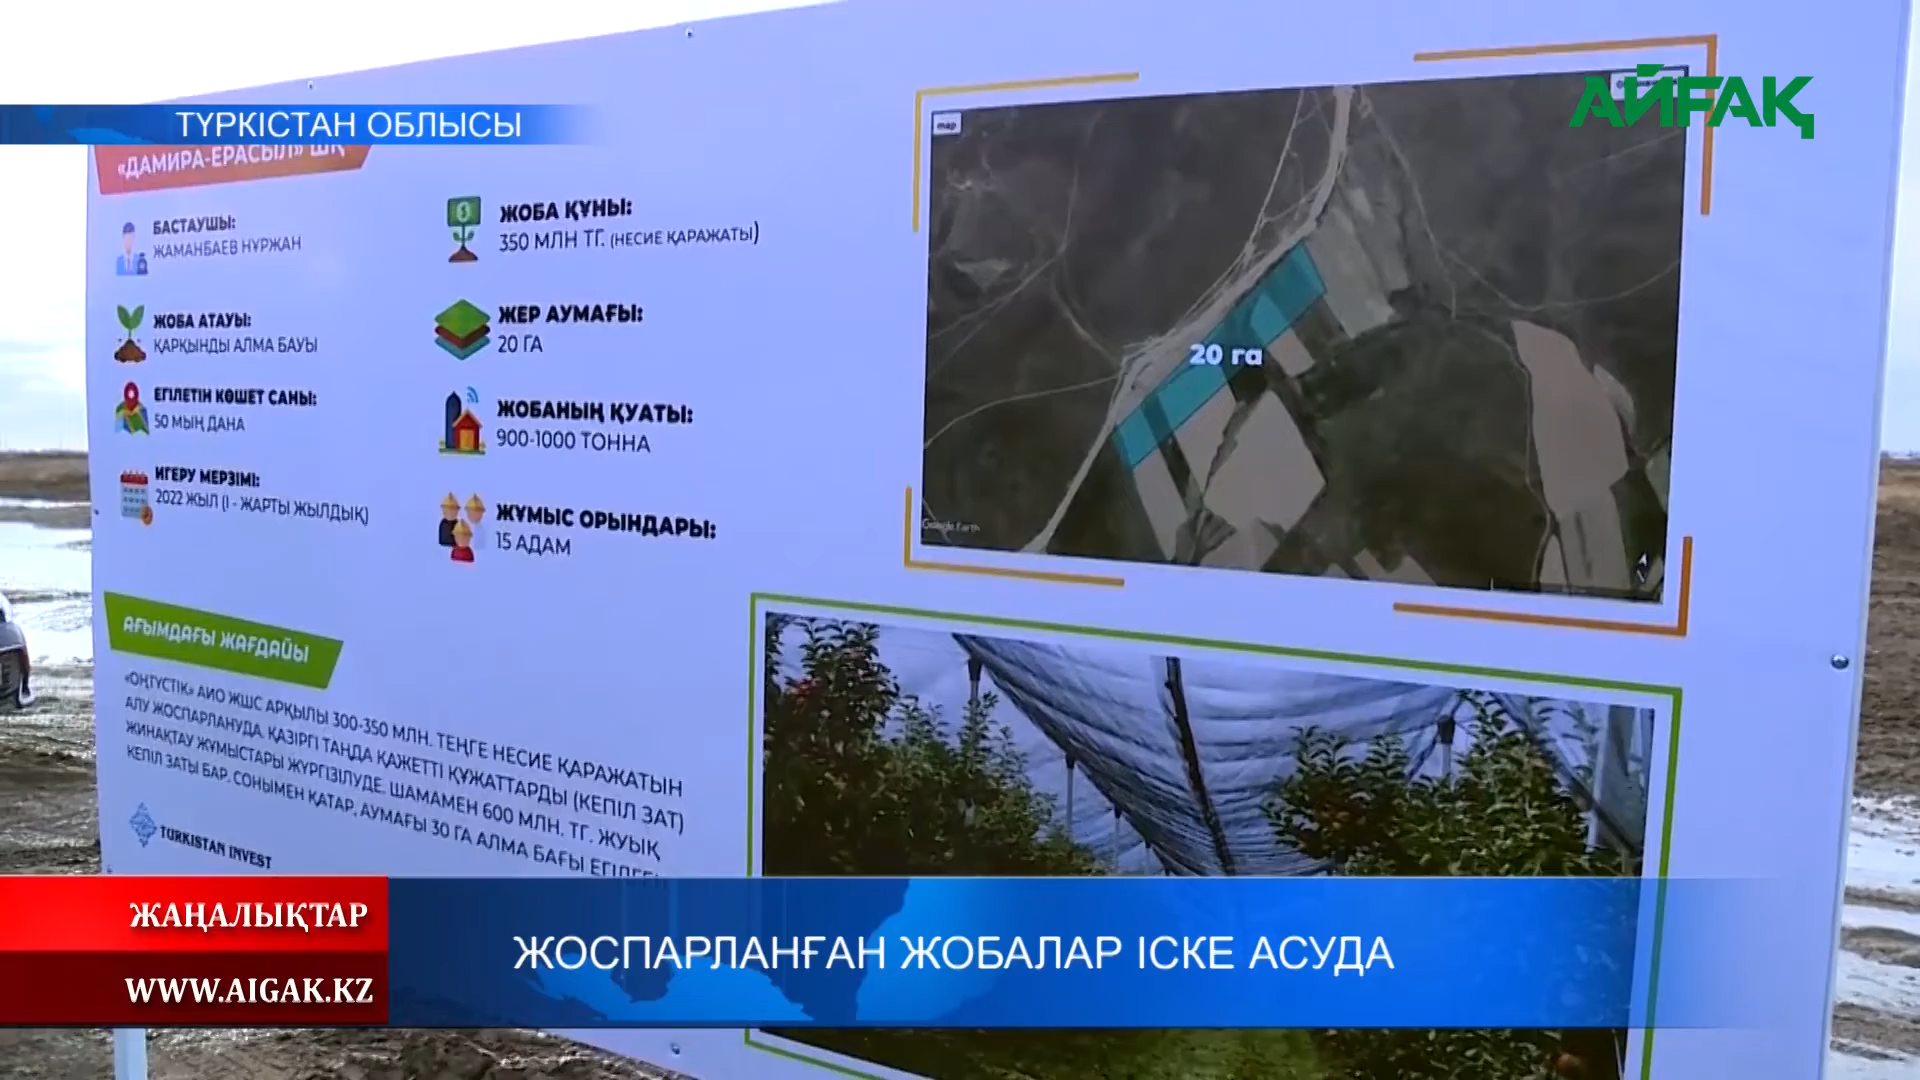 ТҮРКІСТАН ОБЛЫСЫ
АЙҒАҚ
«ДАМИРА-ЕРАСЫЛ» ШҚ
БАСТАУШЫ:
ЖАМАНБАЕВ НҰРЖАН
ЖОБА АТАУЫ:
ҚАРҚЫНДЫ АЛМА БАУЫ
ЕГІЛЕТІН КӨШЕТ САНЫ:
50 МЫҢ ДАНА
ИГЕРУ МЕРЗІМІ:
2022 ЖЫЛ (І - ЖАРТЫ ЖЫЛДЫҚ)
ЖОБА ҚҰНЫ:
350 МЛН ТГ. (НЕСИЕ ҚАРАЖАТЫ)
ЖЕР АУМАҒЫ:
20 ГА
ЖОБАНЫҢ ҚУАТЫ:
900-1000 ТОННА
ЖҰМЫС ОРЫНДАРЫ:
15 АДАМ
map
20 га
Google Earth
АҒЫМДАҒЫ ЖАҒДАЙЫ
«ОҢТҮСТІК» АИО ЖШС АРҚЫЛЫ 300-350 МЛН. ТЕҢГЕ НЕСИЕ ҚАРАЖАТЫН
АЛУ ЖОСПАРЛАНУДА. ҚАЗІРГІ ТАҢДА ҚАЖЕТТІ ҚҰЖАТТАРДЫ (КЕПІЛ ЗАТ)
ЖИНАҚТАУ ЖҰМЫСТАРЫ ЖҮРГІЗІЛУДЕ. ШАМАМЕН 600 МЛН. ТГ. ЖУЫҚ
КЕПІЛ ЗАТЫ БАР. СОНЫМЕН ҚАТАР, АУМАҒЫ 30 ГА АЛМА БАҒЫ
TURKISTAN INVEST
ЖАҢАЛЫҚТАР
WWW.AIGAK.KZ
ЖОСПАРЛАНҒАН ЖОБАЛАР ІСКЕ АСУДА